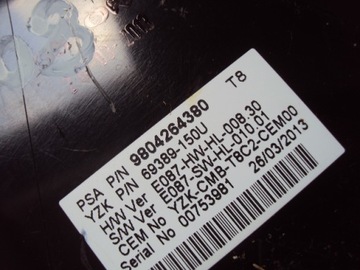 T8
PSA P/N 9804264380
YZK P/N 69389-150U
H/W Ver E087-HW-HL-008.30
S/W Ver E087-SW-HL-010.01
CEM No YZK-CMB-T8C2-CEM00
Serial No 00753981 26/03/2013